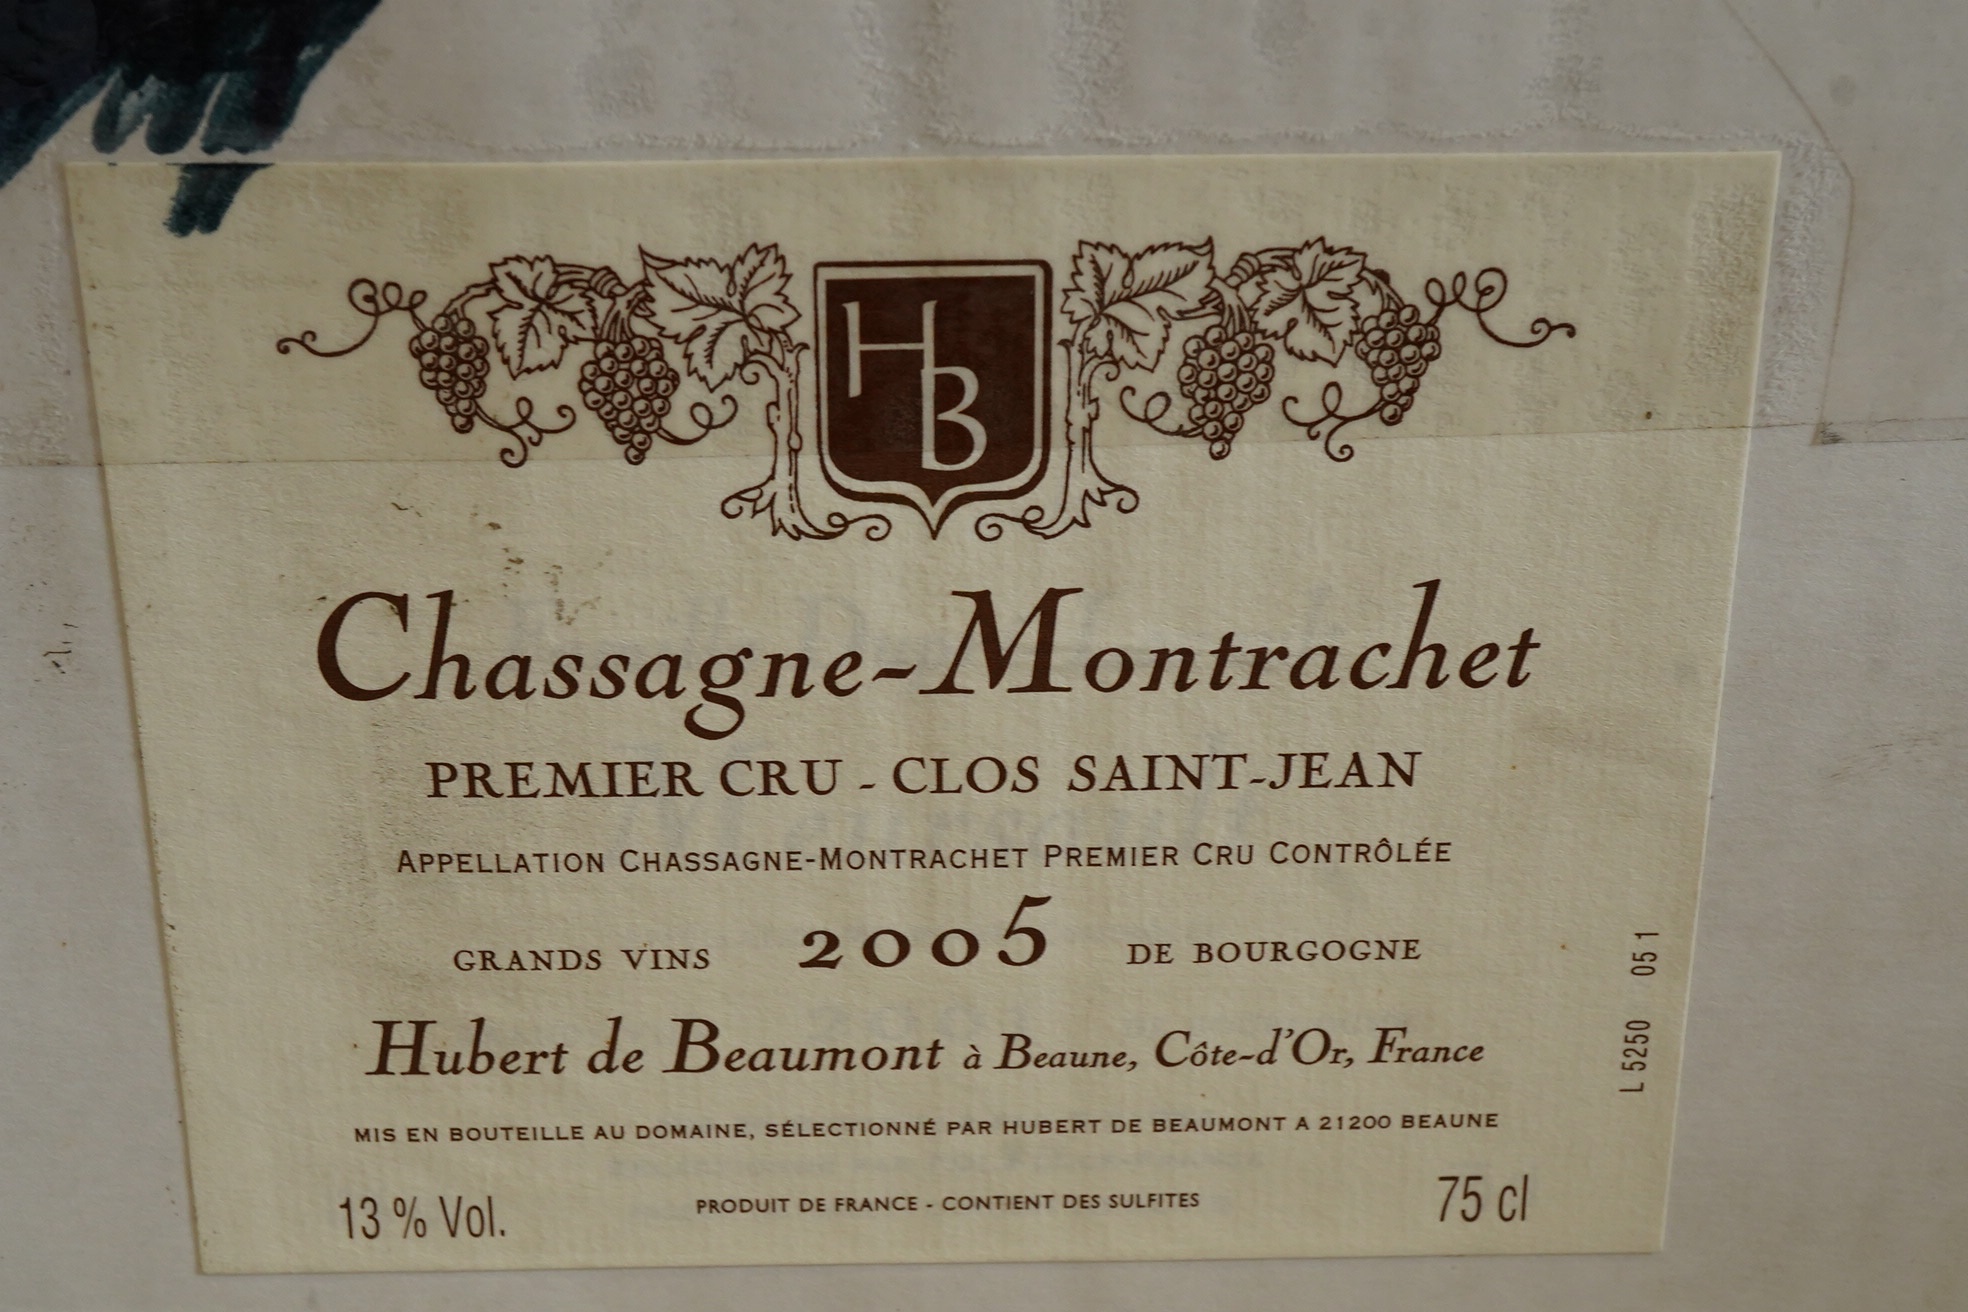 HB
Chassagne-Montrachet
PREMIER CRU - CLOS SAINT-JEAN
APPELLATION CHASSAGNE-MONTRACHET PREMIER CRU CONTRÔLÉE
GRANDS VINS 2005 DE BOURGOGNE
Hubert de Beaumont à Beaune, Côte-d'Or, France
MIS EN BOUTEILLE AU DOMAINE, SÉLECTIONNÉ PAR HUBERT DE BEAUMONT A 21200 BEAUNE
13 % Vol. PRODUIT DE FRANCE - CONTIENT DES SULFITES 75 cl
L 5250 05 1